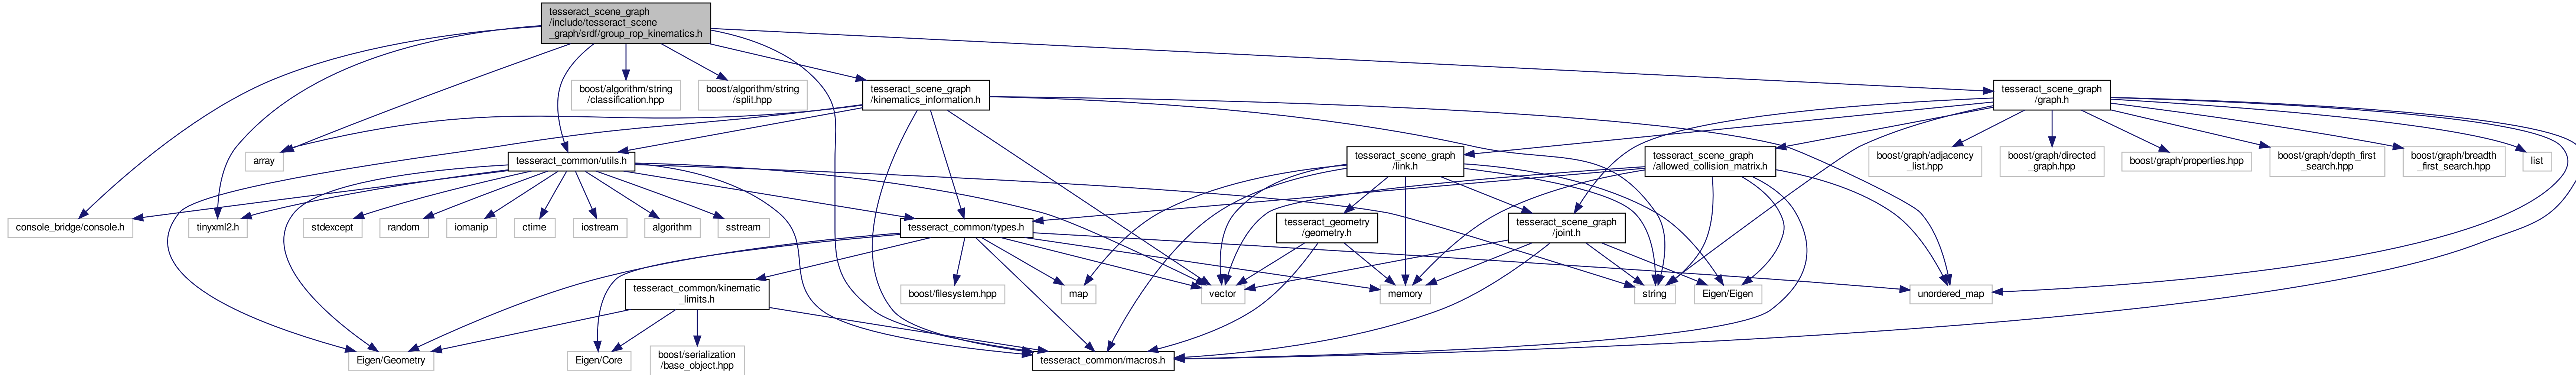 tesseract_scene_graph
/include/tesseract_scene
_graph/srdf/group_rop_kinematics.h
boost/algorithm/string
/classification.hpp
boost/algorithm/string
/split.hpp
tesseract_scene_graph
/kinematics_information.h
tesseract_scene_graph
/graph.h
array
tesseract_common/utils.h
tesseract_scene_graph
/link.h
tesseract_scene_graph
/allowed_collision_matrix.h
boost/graph/adjacency
_list.hpp
boost/graph/directed
_graph.hpp
boost/graph/properties.hpp
boost/graph/depth_first
_search.hpp
boost/graph/breadth
_first_search.hpp
list
console_bridge/console.h
tinyxml2.h
stdexcept
random
iomanip
ctime
iostream
algorithm
sstream
tesseract_common/types.h
tesseract_geometry
/geometry.h
tesseract_scene_graph
/joint.h
tesseract_common/kinematic
_limits.h
boost/filesystem.hpp
map
vector
memory
string
Eigen/Eigen
unordered_map
Eigen/Geometry
Eigen/Core
boost/serialization
/base_object.hpp
tesseract_common/macros.h